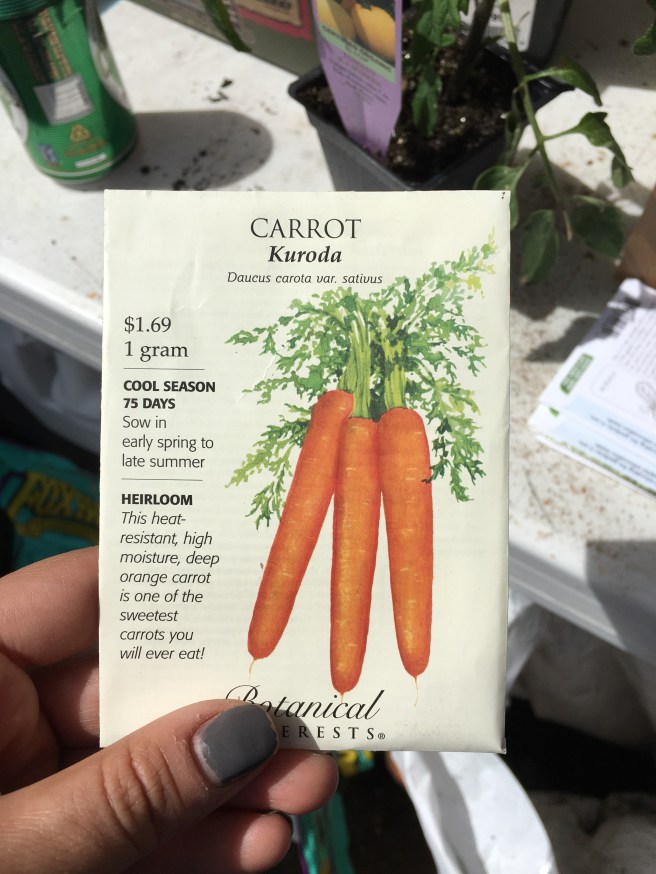 CARROT
Kuroda
Daucus carota var. sativus
$1.69
1 gram
COOL SEASON
75 DAYS
Sow in
early spring to
late summer
HEIRLOOM
This heat-
resistant, high
moisture, deep
orange carrot
is one of the
sweetest
carrots you
will ever eat!
Botanical
ERESTS®